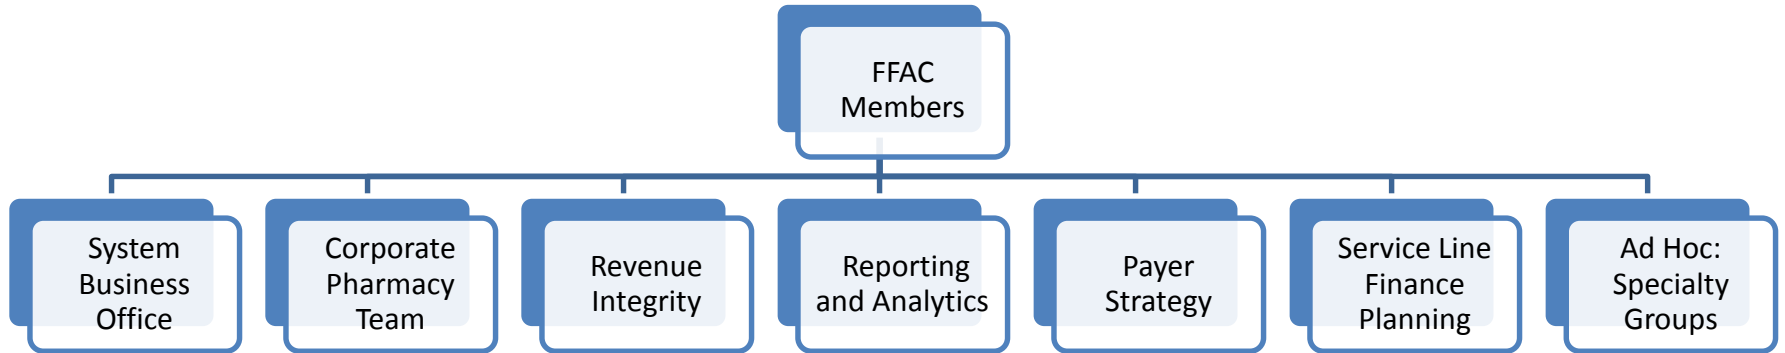 FFAC
Members
System
Business
Office
Corporate
Pharmacy
Team
Revenue
Integrity
Reporting
and Analytics
Payer
Strategy
Service Line
Finance
Planning
Ad Hoc:
Specialty
Groups